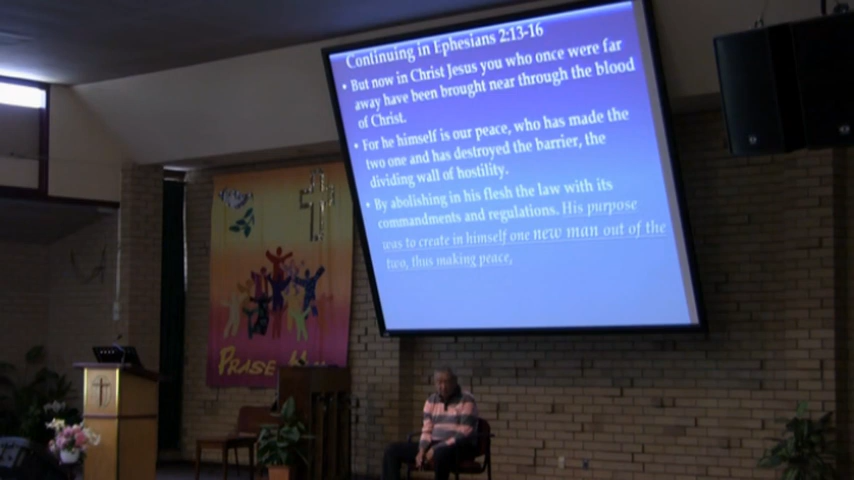 Continuing in Ephesians 2:13-16
• But now in Christ Jesus you who once were far
away have been brought near through the blood
of Christ.
• For he himself is our peace, who has made the
two one and has destroyed the barrier, the
dividing wall of hostility.
• By abolishing in his flesh the law with its
commandments and regulations. His purpose
was to create in himself one new man out of the
two, thus making peace,
PRAISE